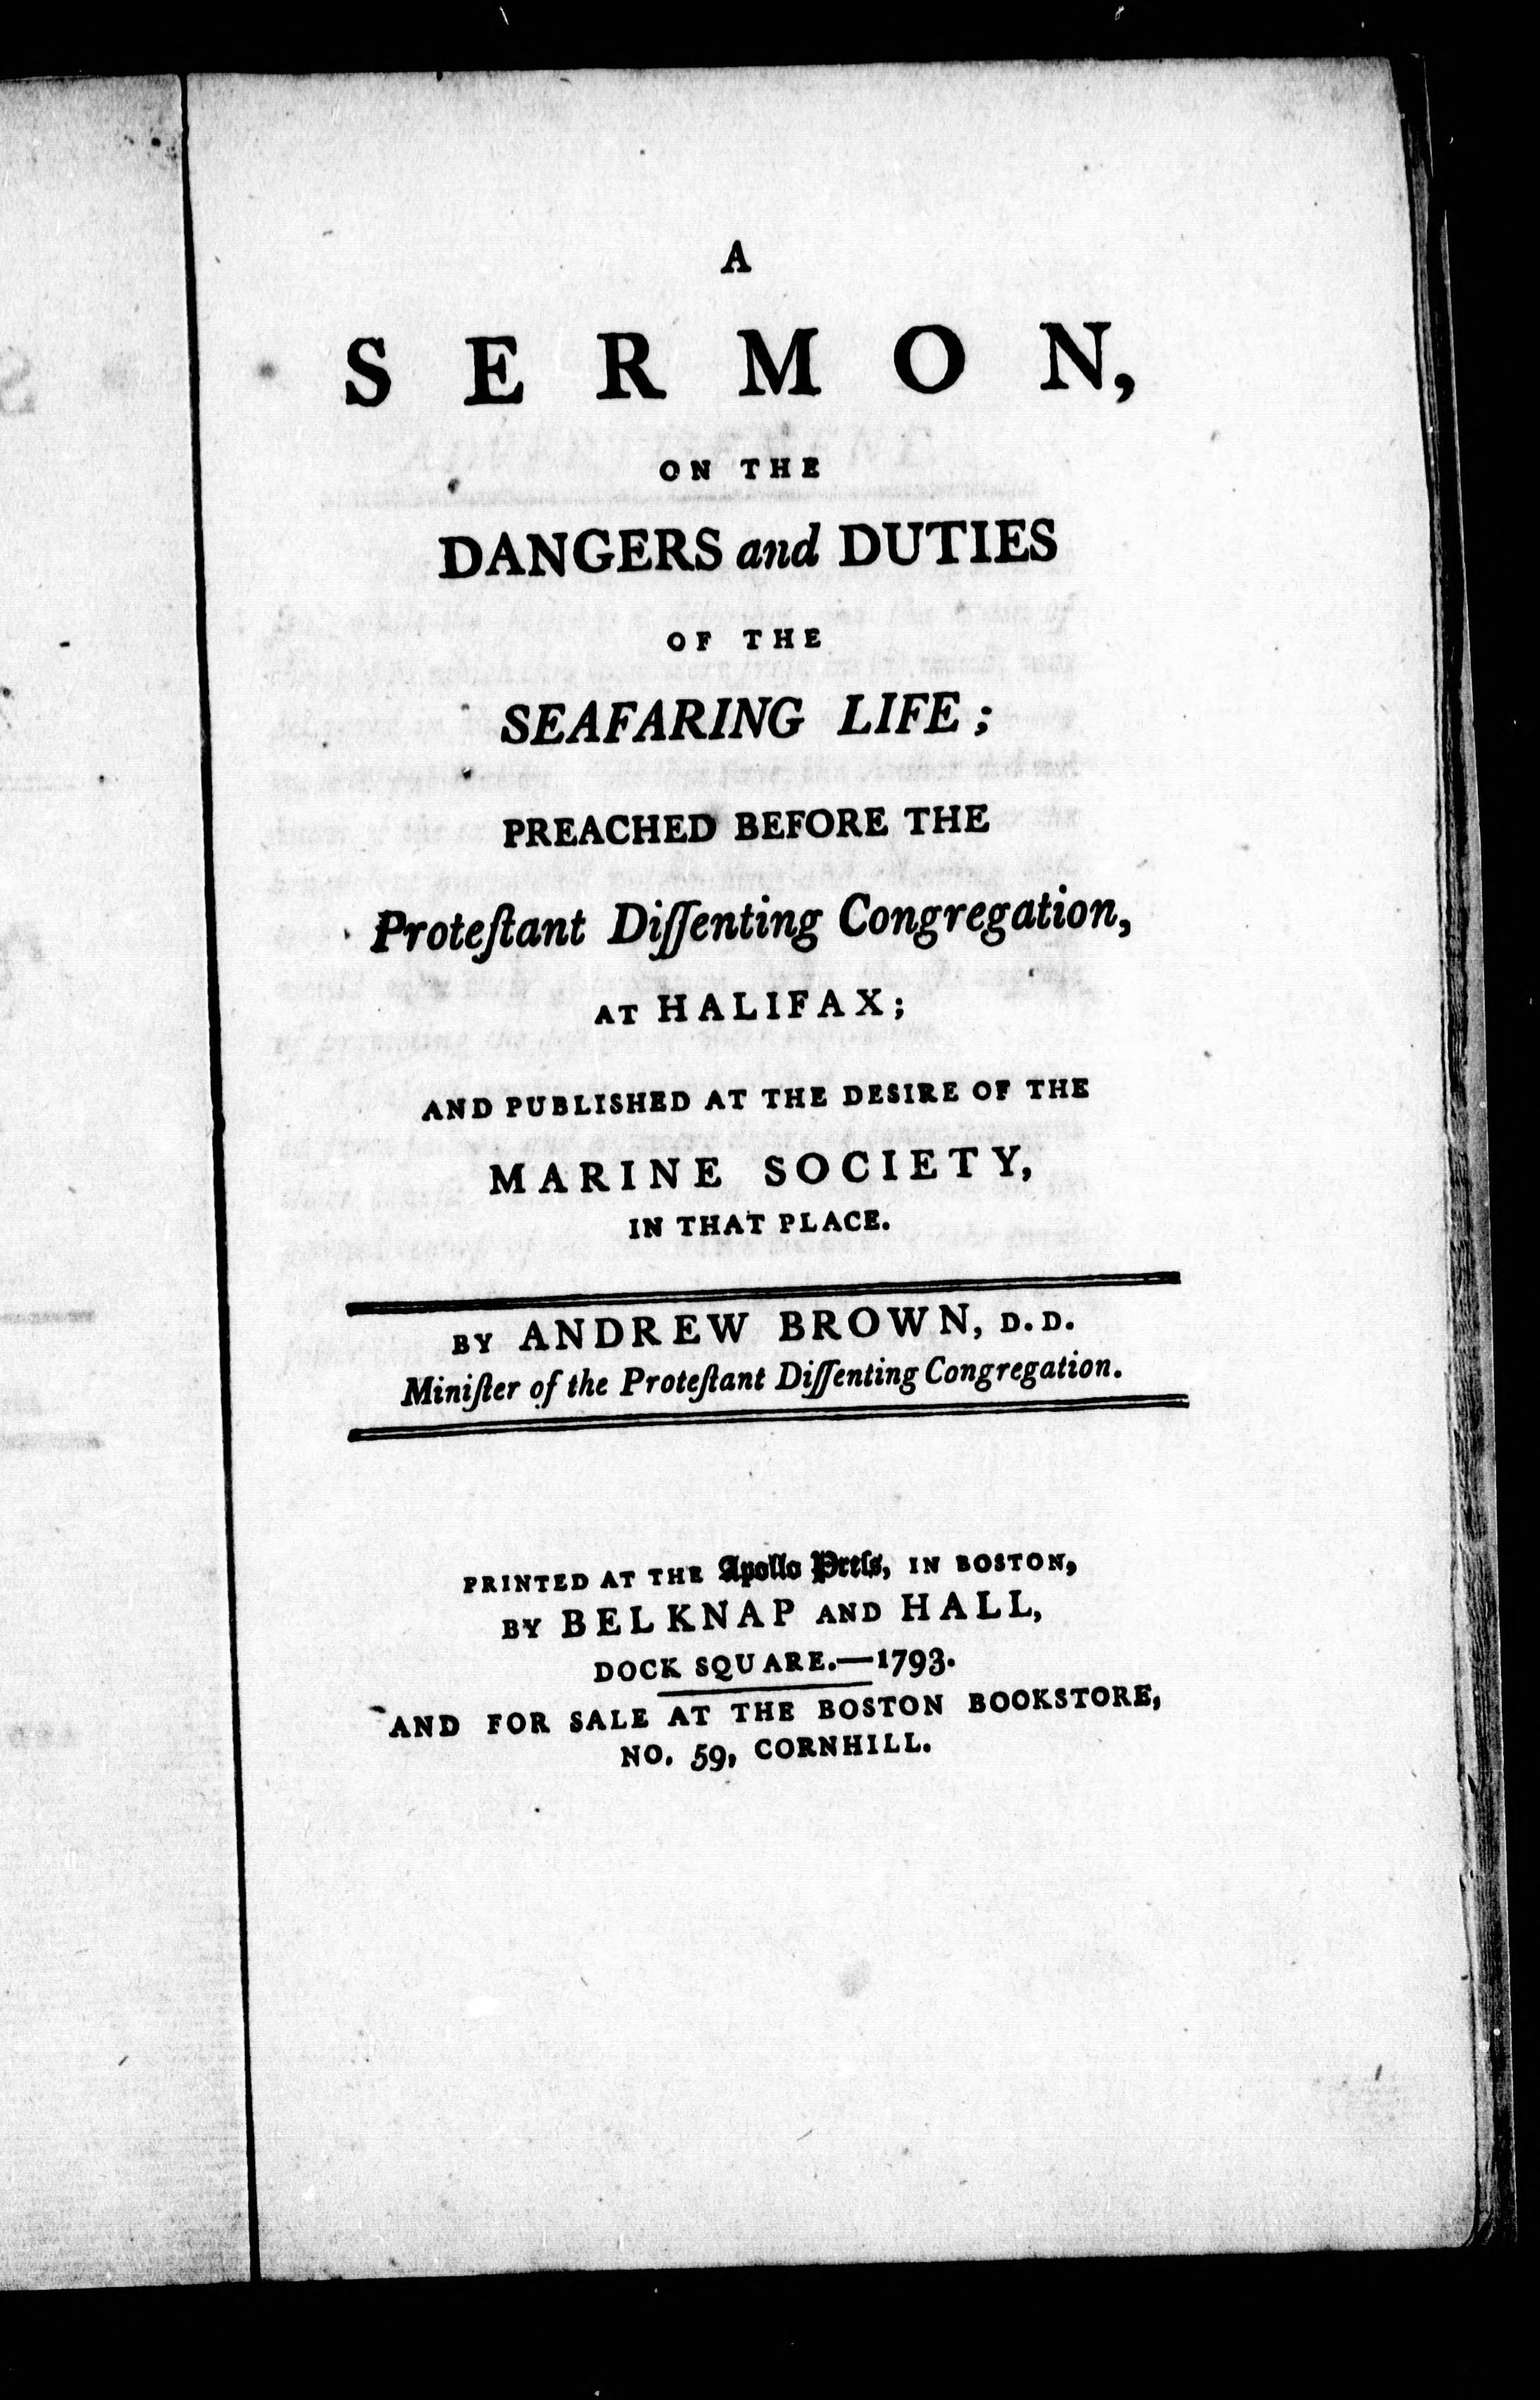 A
SERMON,
ON THE
DANGERS and DUTIES
OF THE
SEAFARING LIFE;
PREACHED BEFORE THE
Proteſtant Diſſenting Congregation,
AT HALIFAX;
AND PUBLISHED AT THE DESIRE OF THE
MARINE SOCIETY,
IN THAT PLACE.
BY ANDREW BROWN, D.D.
Miniſter of the Proteſtant Diſſenting Congregation.
PRINTED AT THE Apollo Preſs, IN BOSTON,
BY BELKNAP AND HALL,
DOCK SQUARE.—1793.
AND FOR SALE AT THE BOSTON BOOKSTORE,
NO. 59, CORNHILL.